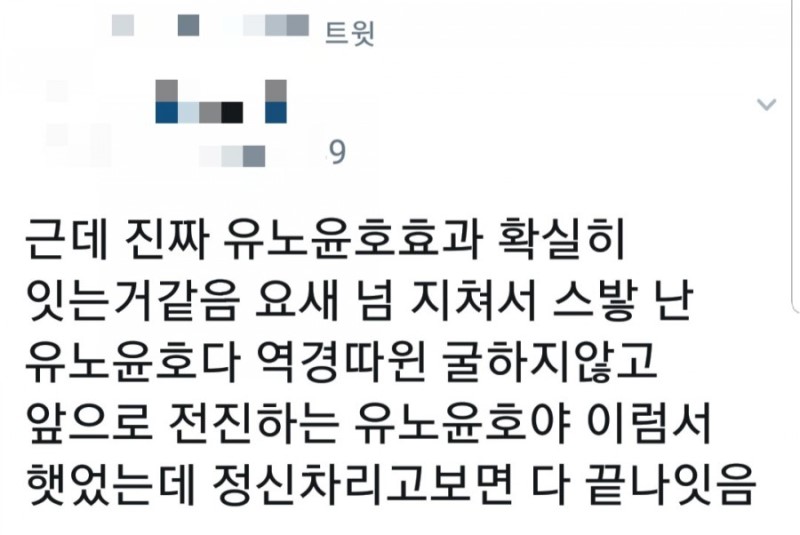 트윗
9
근데 진짜 유노윤호효과 확실히
잇는거같음 요새 넘 지쳐서 스밯 난
유노윤호다 역경따윈 굴하지않고
앞으로 전진하는 유노윤호야 이럼서
햇었는데 정신차리고보면 다 끝나잇음